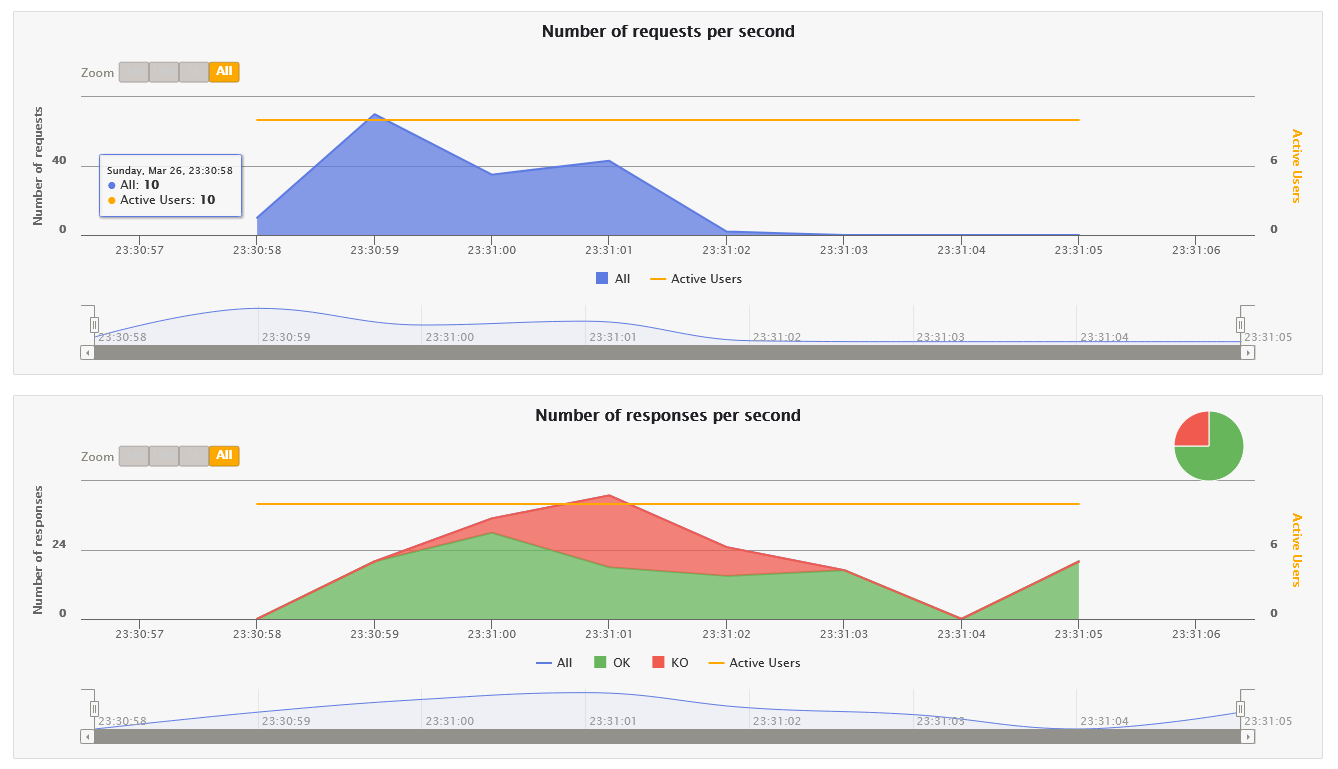 Number of requests per second
Zoom All
Number of requests
40
0
6
0
Active Users
Sunday, Mar 26, 23:30:58
All: 10
Active Users: 10
23:30:57 23:30:58 23:30:59 23:31:00 23:31:01 23:31:02 23:31:03 23:31:04 23:31:05 23:31:06
All Active Users
23:30:58 23:30:59 23:31:00 23:31:01 23:31:02 23:31:03 23:31:04 23:31:05
Number of responses per second
Zoom All
Number of responses
24
0
6
0
Active Users
23:30:57 23:30:58 23:30:59 23:31:00 23:31:01 23:31:02 23:31:03 23:31:04 23:31:05 23:31:06
All OK KO Active Users
23:30:58 23:30:59 23:31:00 23:31:01 23:31:02 23:31:03 23:31:04 23:31:05